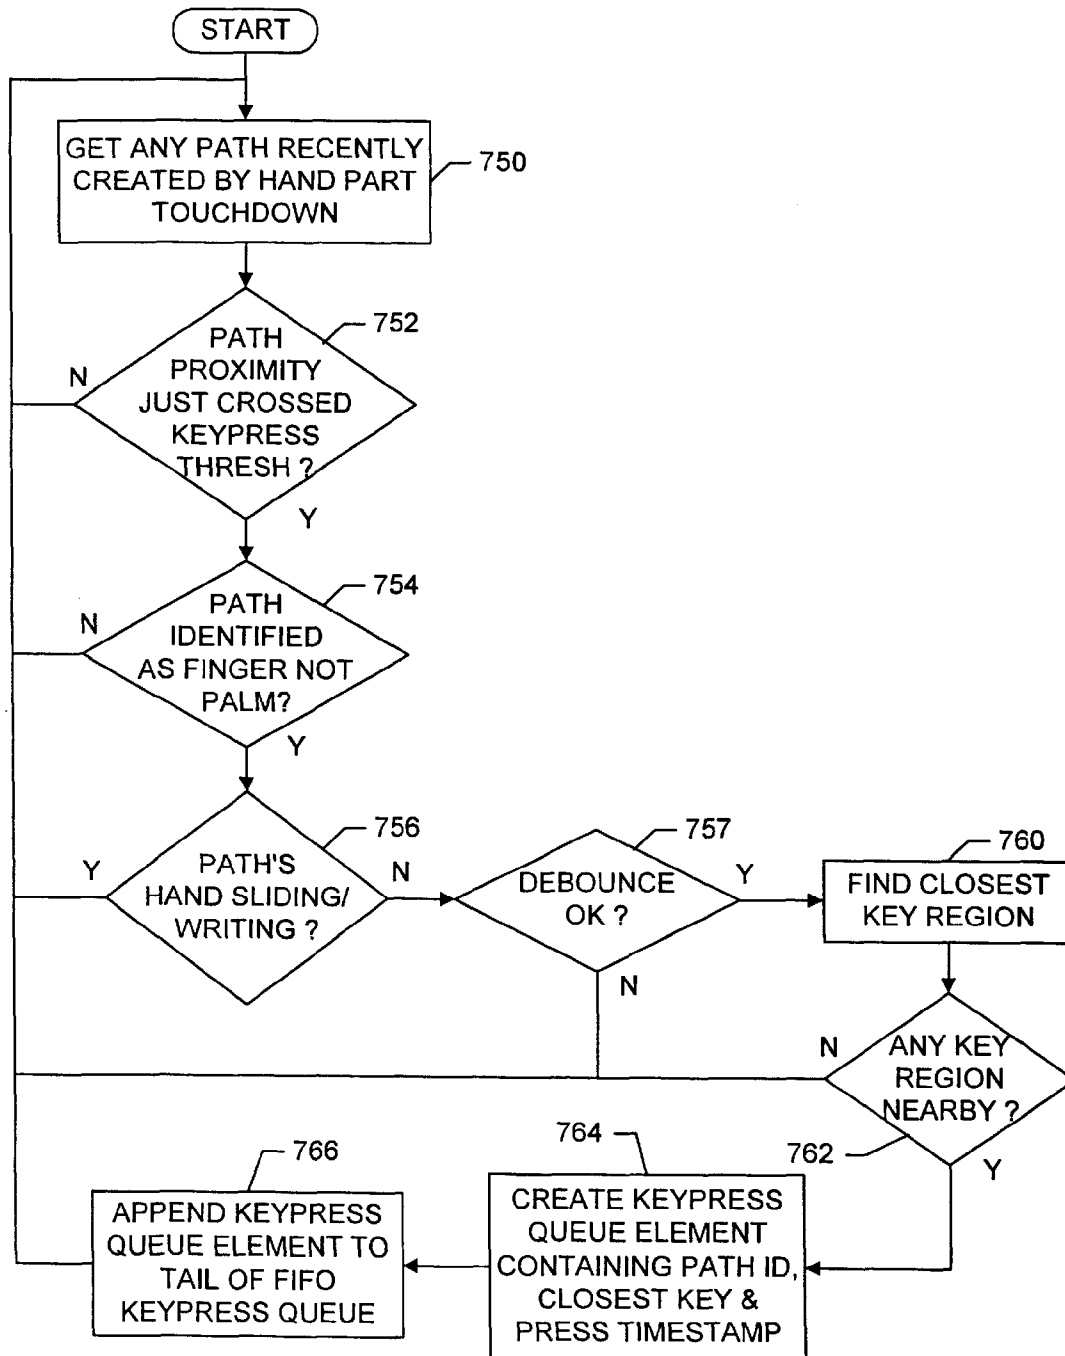 START
GET ANY PATH RECENTLY
CREATED BY HAND PART
TOUCHDOWN
750
PATH
PROXIMITY
JUST CROSSED
KEYPRESS
THRESH ?
752
N
Y
PATH
IDENTIFIED
AS FINGER NOT
PALM?
754
N
Y
PATH'S
HAND SLIDING/
WRITING ?
756
Y
N
DEBOUNCE
OK ?
757
Y
N
760
FIND CLOSEST
KEY REGION
ANY KEY
REGION
NEARBY ?
762
N
Y
764
CREATE KEYPRESS
QUEUE ELEMENT
CONTAINING PATH ID,
CLOSEST KEY &
PRESS TIMESTAMP
766
APPEND KEYPRESS
QUEUE ELEMENT TO
TAIL OF FIFO
KEYPRESS QUEUE